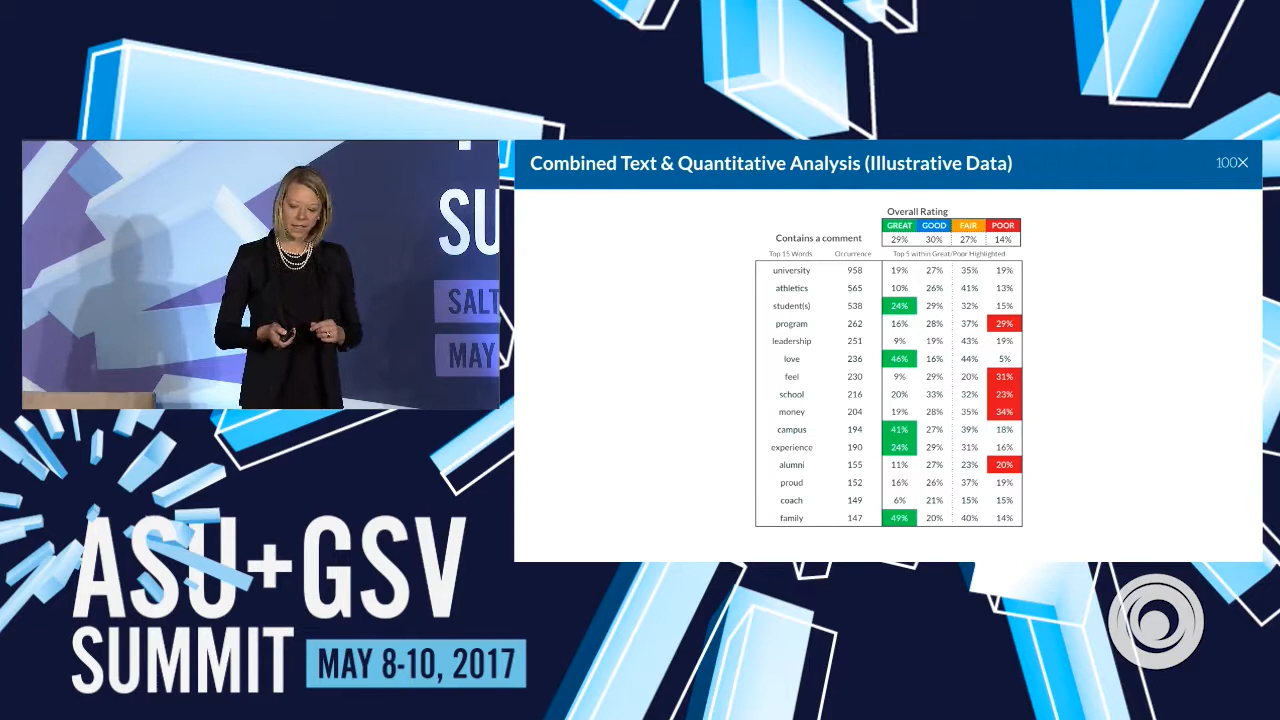 SU
SALT
MAY
Combined Text & Quantitative Analysis (Illustrative Data)
100X
Overall Rating
GREAT GOOD FAIR POOR
Contains a comment 29% 30% 27% 14%
Top 15 Words Occurrence Top 5 within Great/Poor Highlighted
university 958 19% 27% 35% 19%
athletics 565 10% 26% 41% 13%
student(s) 538 24% 29% 32% 15%
program 262 16% 28% 37% 29%
leadership 251 9% 19% 43% 19%
love 236 46% 16% 44% 5%
feel 230 9% 29% 20% 31%
school 216 20% 33% 32% 23%
money 204 19% 28% 35% 34%
campus 194 41% 27% 39% 18%
experience 190 24% 29% 31% 16%
alumni 155 11% 27% 23% 20%
proud 152 16% 26% 37% 19%
coach 149 6% 21% 15% 15%
family 147 49% 20% 40% 14%
ASU+GSV
SUMMIT MAY 8-10, 2017